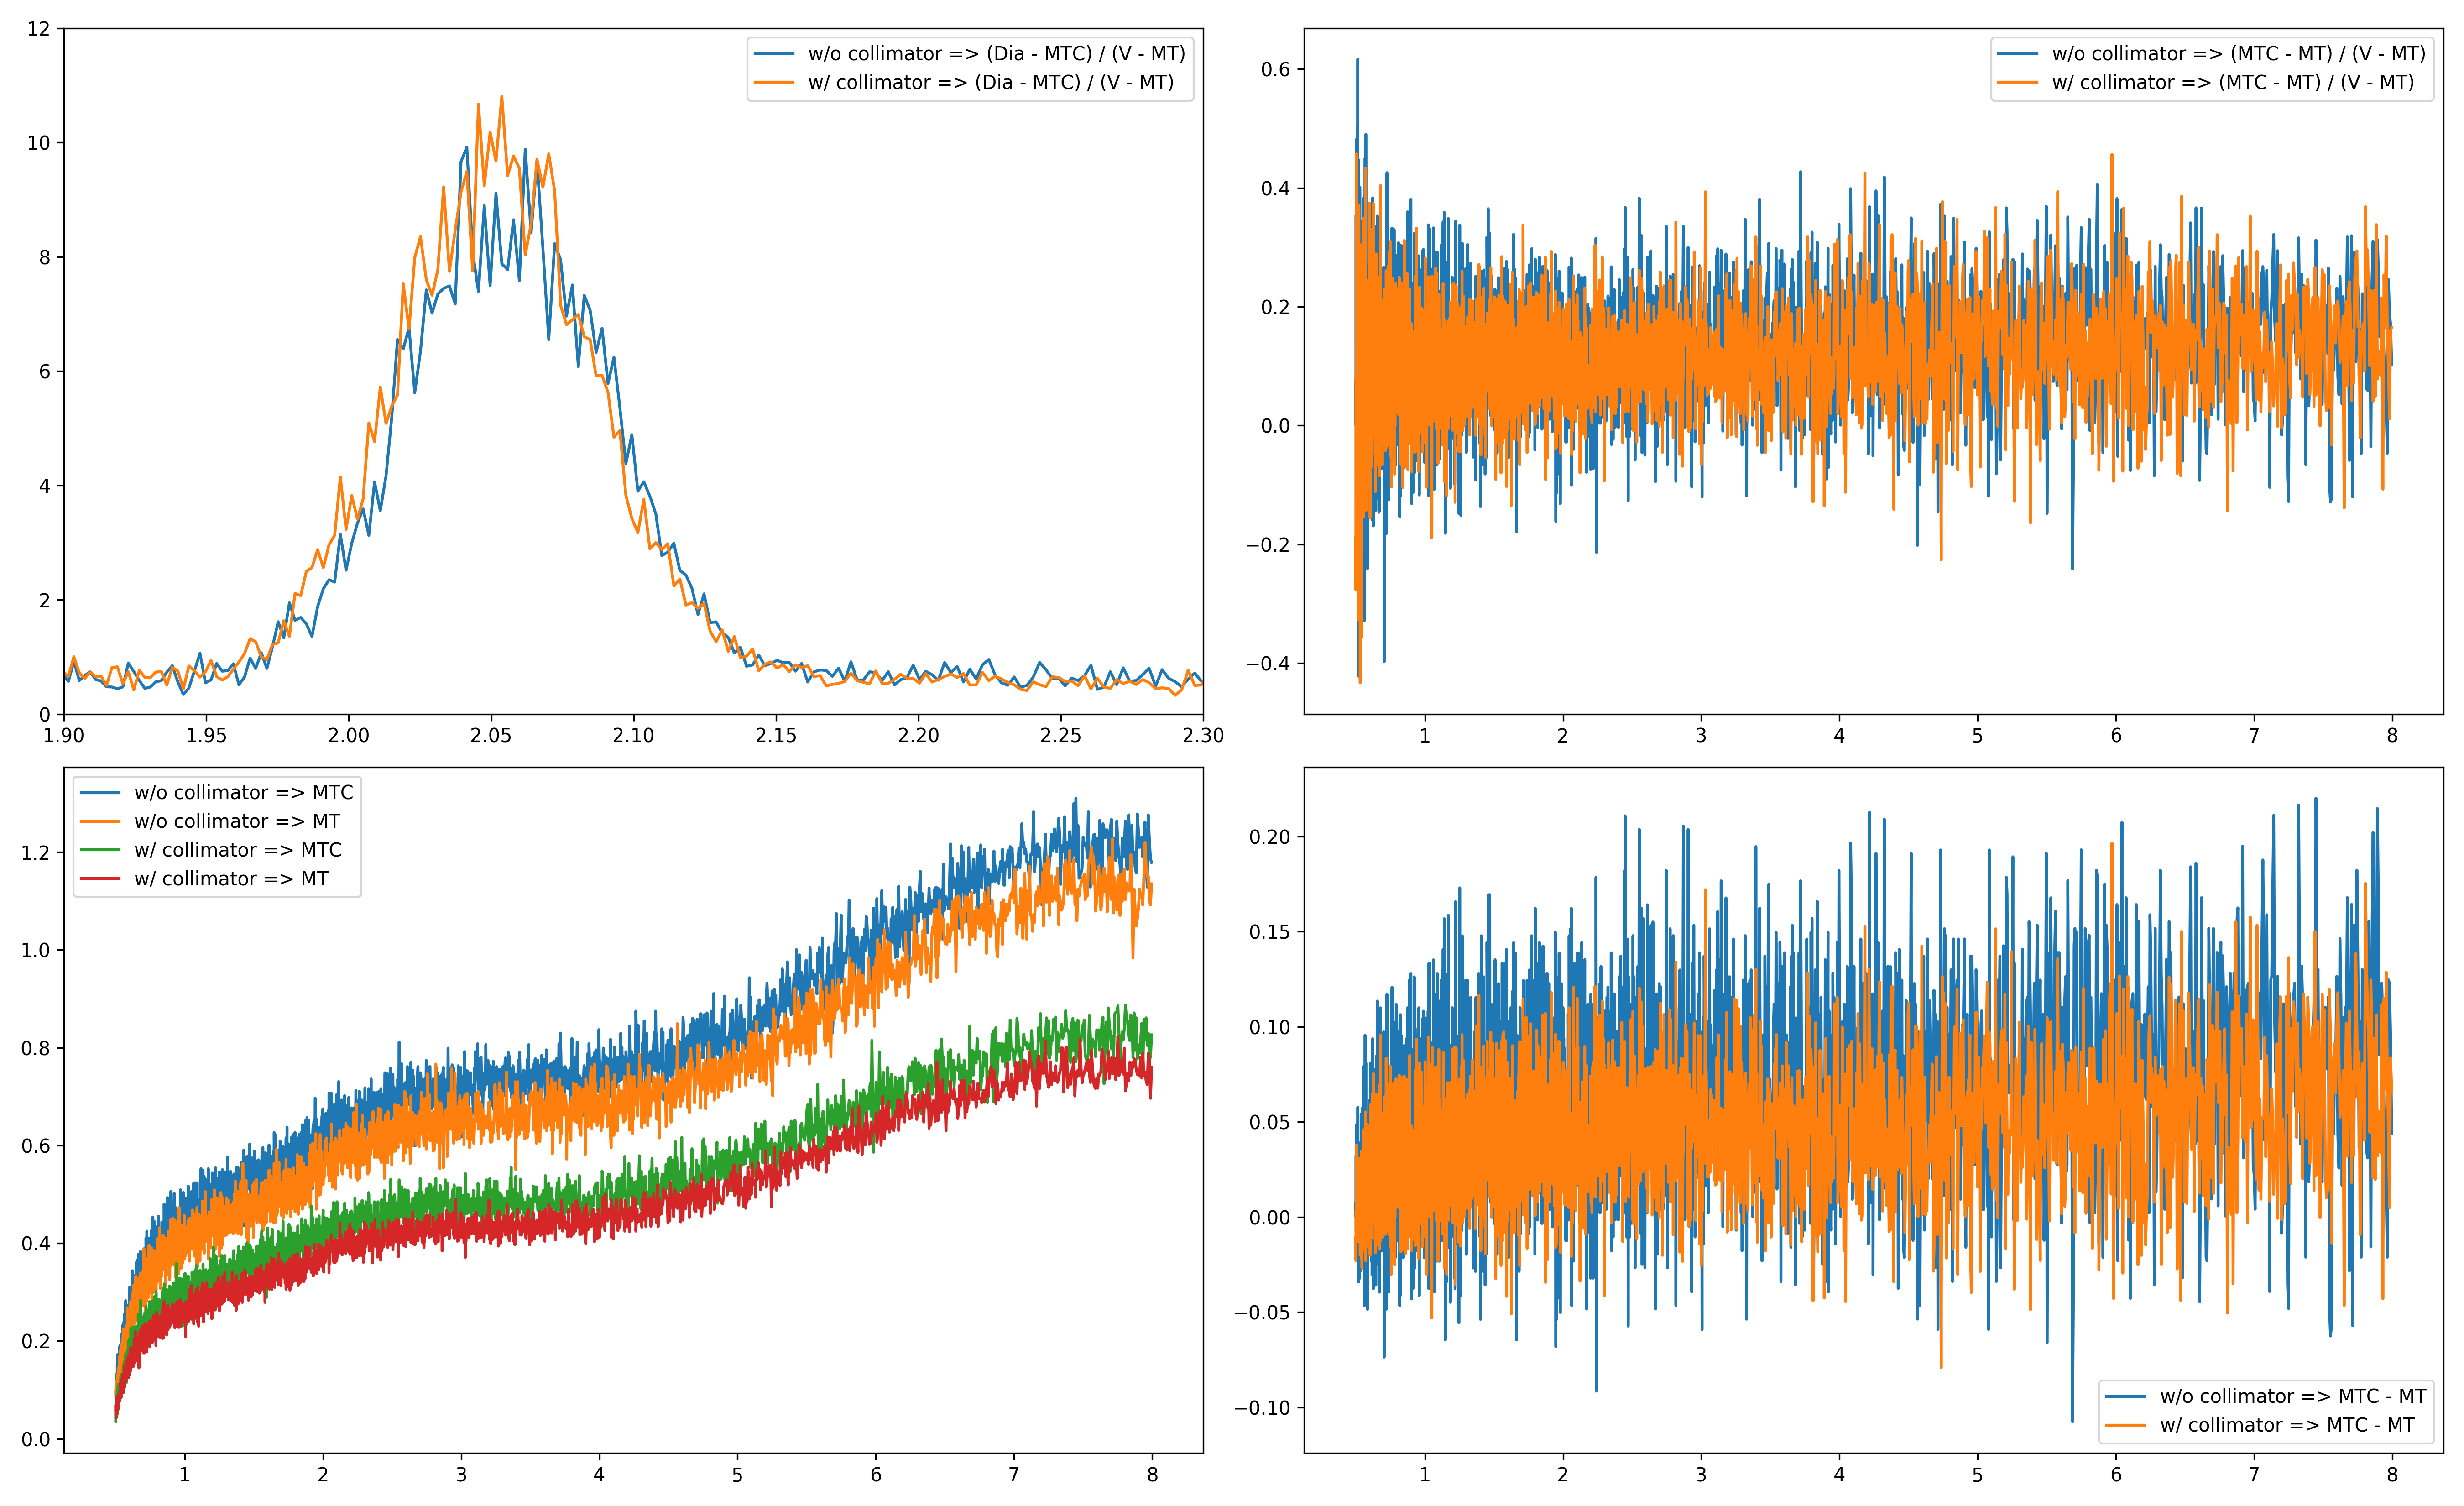 12
10
8
6
4
2
0
w/o collimator => (Dia - MTC) / (V - MT)
w/ collimator => (Dia - MTC) / (V - MT)
1.90 1.95 2.00 2.05 2.10 2.15 2.20 2.25 2.30
0.6
0.4
0.2
0.0
−0.2
−0.4
w/o collimator => (MTC - MT) / (V - MT)
w/ collimator => (MTC - MT) / (V - MT)
1 2 3 4 5 6 7 8
1.2
1.0
0.8
0.6
0.4
0.2
0.0
w/o collimator => MTC
w/o collimator => MT
w/ collimator => MTC
w/ collimator => MT
1 2 3 4 5 6 7 8
0.20
0.15
0.10
0.05
0.00
−0.05
−0.10
w/o collimator => MTC - MT
w/ collimator => MTC - MT
1 2 3 4 5 6 7 8